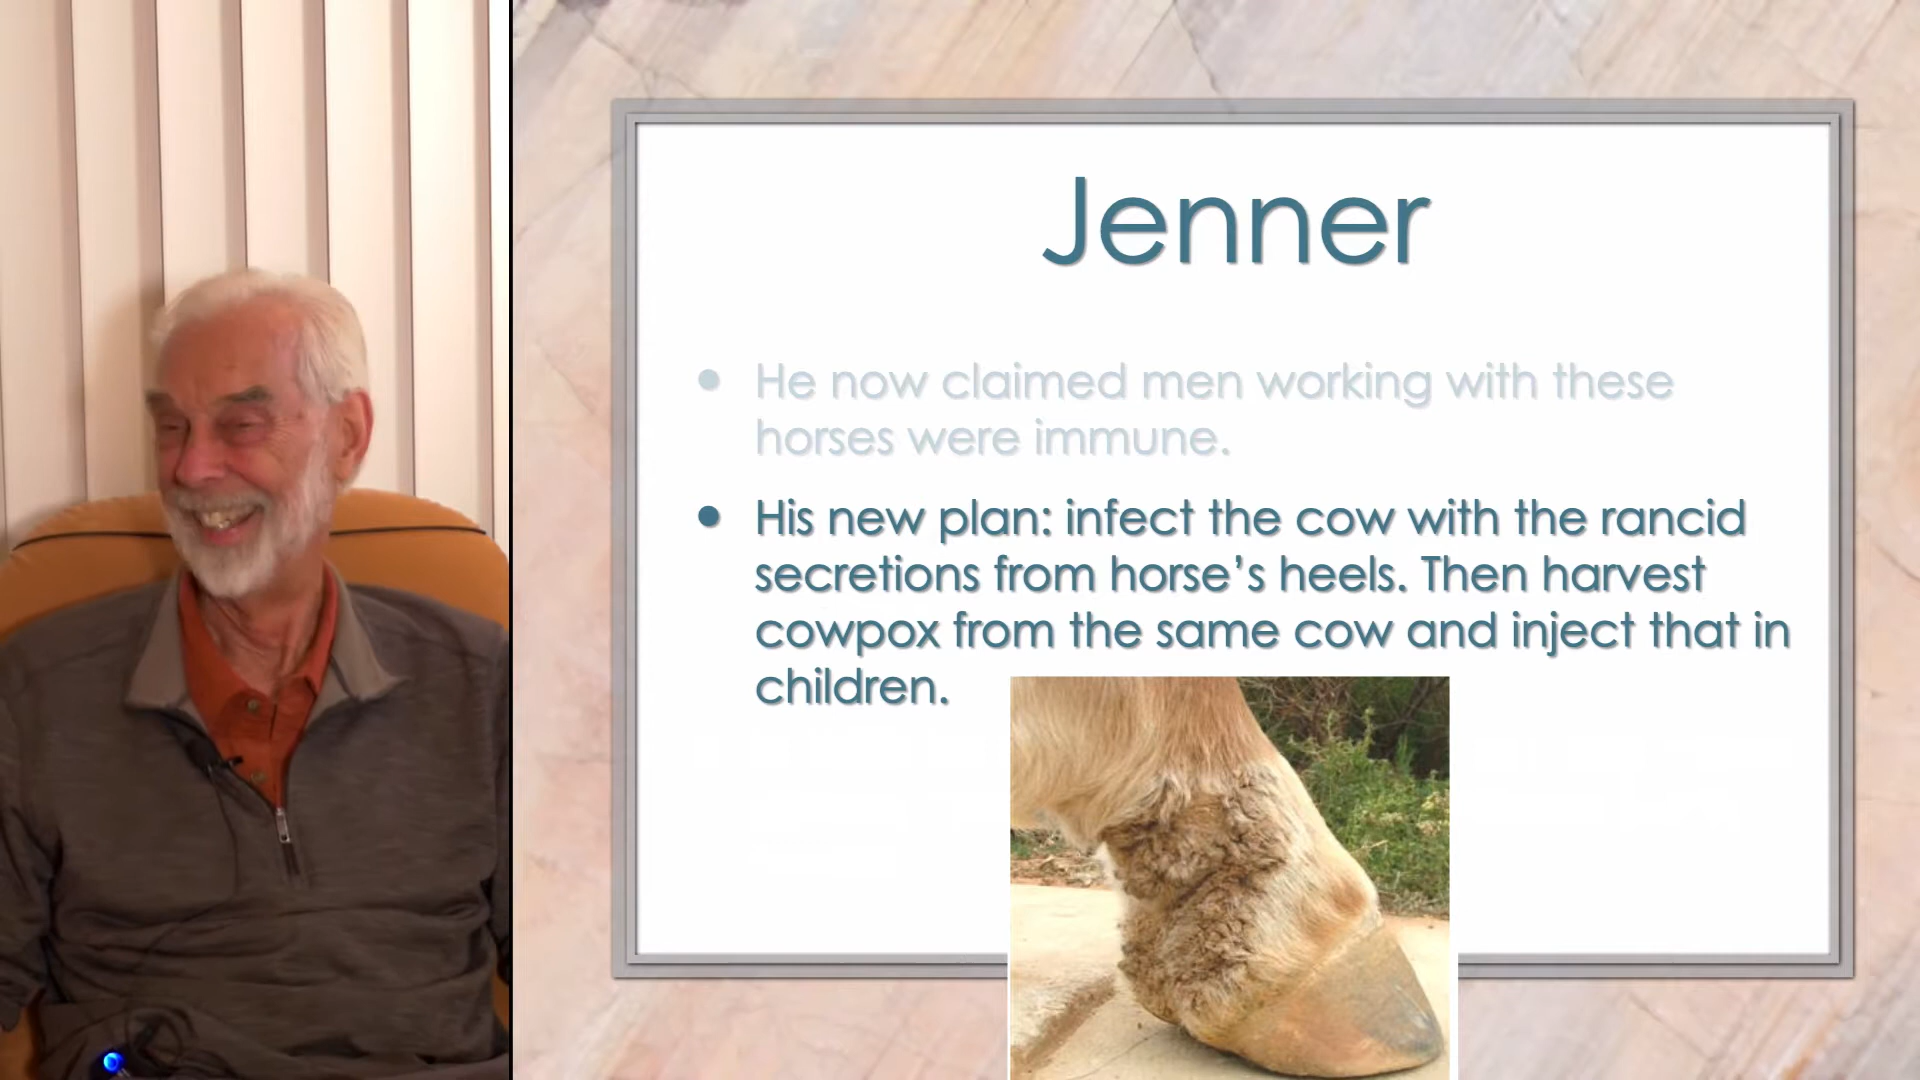 Jenner
• He now claimed men working with these
horses were immune.
• His new plan: infect the cow with the rancid
secretions from horse’s heels. Then harvest
cowpox from the same cow and inject that in
children.